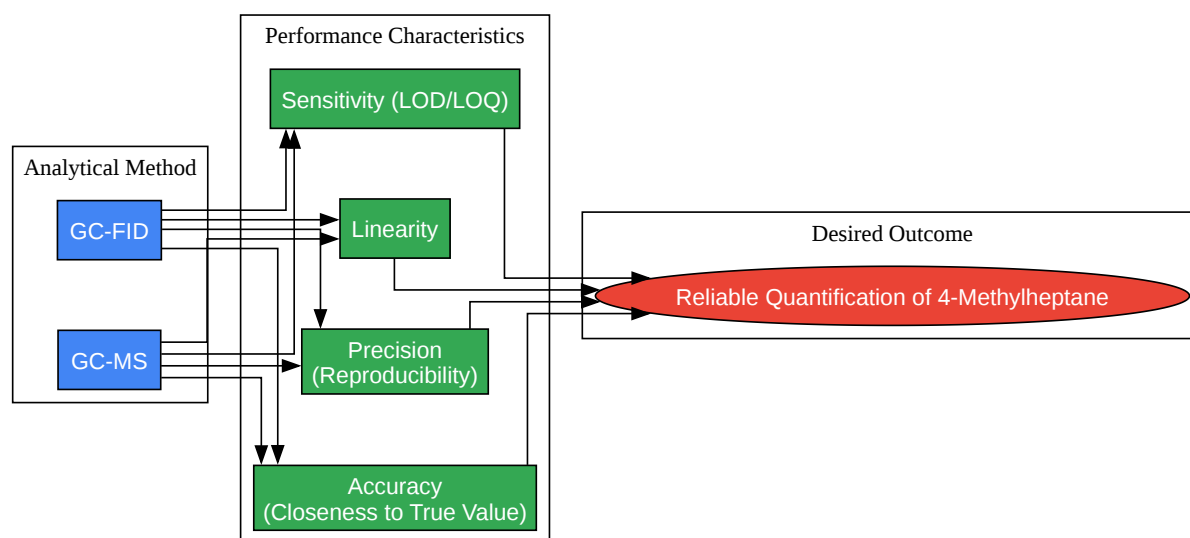 Analytical Method
GC-FID
GC-MS
Performance Characteristics
Sensitivity (LOD/LOQ)
Linearity
Precision
(Reproducibility)
Accuracy
(Closeness to True Value)
Desired Outcome
Reliable Quantification of 4-Methylheptane